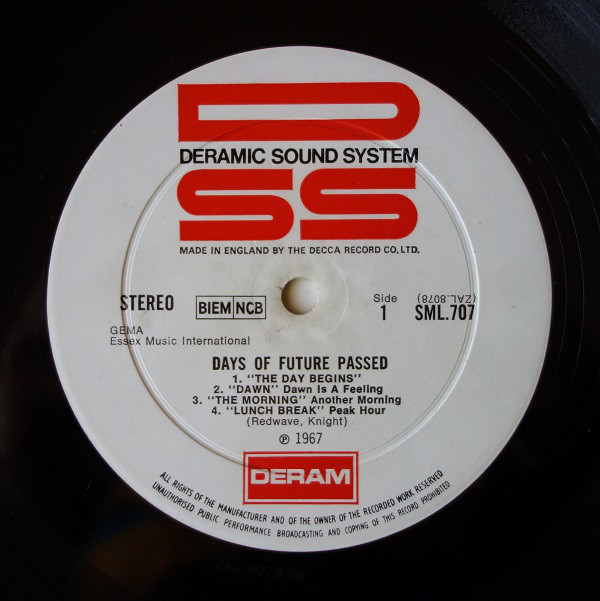 D
DERAMIC SOUND SYSTEM
SS
MADE IN ENGLAND BY THE DECCA RECORD CO, LTD.
STEREO
BIEM NCB
Side
1
(ZAL.8078)
SML.707
GEMA
Essex Music International
DAYS OF FUTURE PASSED
1. "THE DAY BEGINS"
2. "DAWN" Dawn Is A Feeling
3. "THE MORNING" Another Morning
4. "LUNCH BREAK" Peak Hour
(Redwave, Knight)
℗ 1967
DERAM
ALL RIGHTS OF THE MANUFACTURER AND OF THE OWNER OF THE RECORDED WORK RESERVED
UNAUTHORISED PUBLIC PERFORMANCE BROADCASTING AND COPYING OF THIS RECORD PROHIBITED